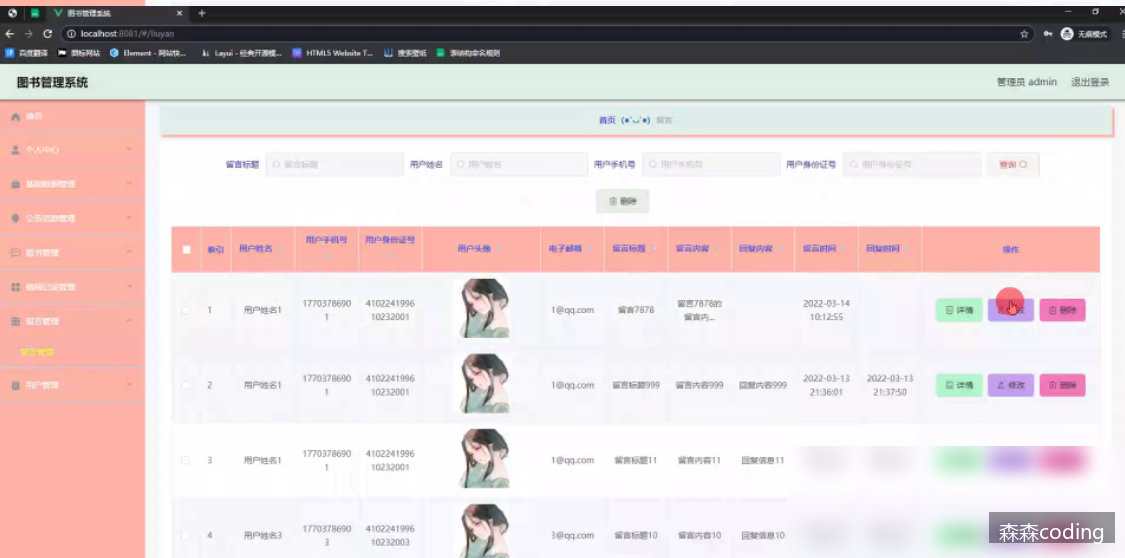 图书管理系统
localhost:8081/#/liuyan
无痕模式
百度翻译 图标网站 Element - 网站快... Layui - 经典开源模... HTML5 Website T... 搜索壁纸
图书管理系统
管理员 admin 退出登录
首页
个人中心
基础数据管理
公告信息管理
图书管理
借阅记录管理
留言管理
留言管理
用户管理
首页 (●'◡'●) 留言
留言标题 留言标题 用户姓名 用户姓名 用户手机号 用户手机号 用户身份证号 用户身份证号 查询
删除
索引 用户姓名 用户手机号 用户身份证号 用户头像 电子邮箱 留言标题 留言内容 回复内容 留言时间 回复时间 操作
1 用户姓名1 17703786901 410224199610232001 1@qq.com 留言7878 留言7878的留言内... 2022-03-14 10:12:55 详情 删除
2 用户姓名1 17703786901 410224199610232001 1@qq.com 留言标题999 留言内容999 回复内容999 2022-03-13 21:36:01 2022-03-13 21:37:50 详情 修改 删除
3 用户姓名1 17703786901 410224199610232001 1@qq.com 留言标题11 留言内容11 回复信息11
4 用户姓名3 17703786903 410224199610232003 3@qq.com 留言标题10 留言内容10 回复信息10
森森coding